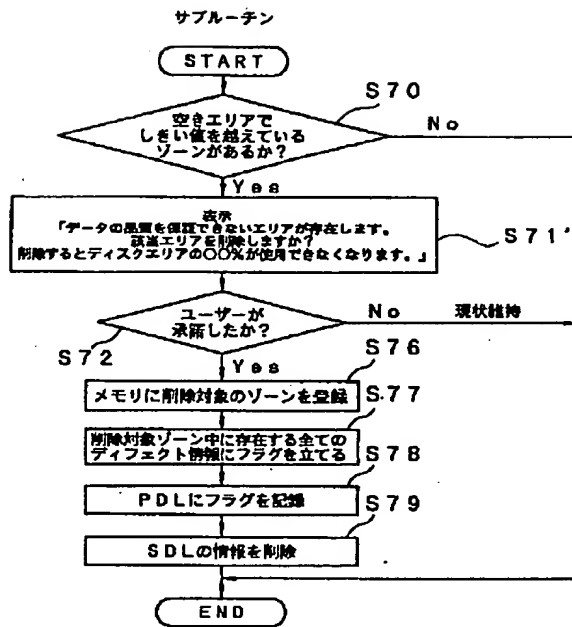 サブルーチン
START
S70
空きエリアで
しきい値を越えている
ゾーンがあるか？
No
Yes
表示
「データの品質を保証できないエリアが存在します。
該当エリアを削除しますか？
削除するとディスクエリアの〇〇%が使用できなくなります。」
S71'
ユーザーが
承諾したか？
No
現状維持
S72
Yes
S76
メモリに削除対象のゾーンを登録
S77
削除対象ゾーン中に存在する全ての
ディフェクト情報にフラグを立てる
S78
PDLにフラグを記録
S79
SDLの情報を削除
END